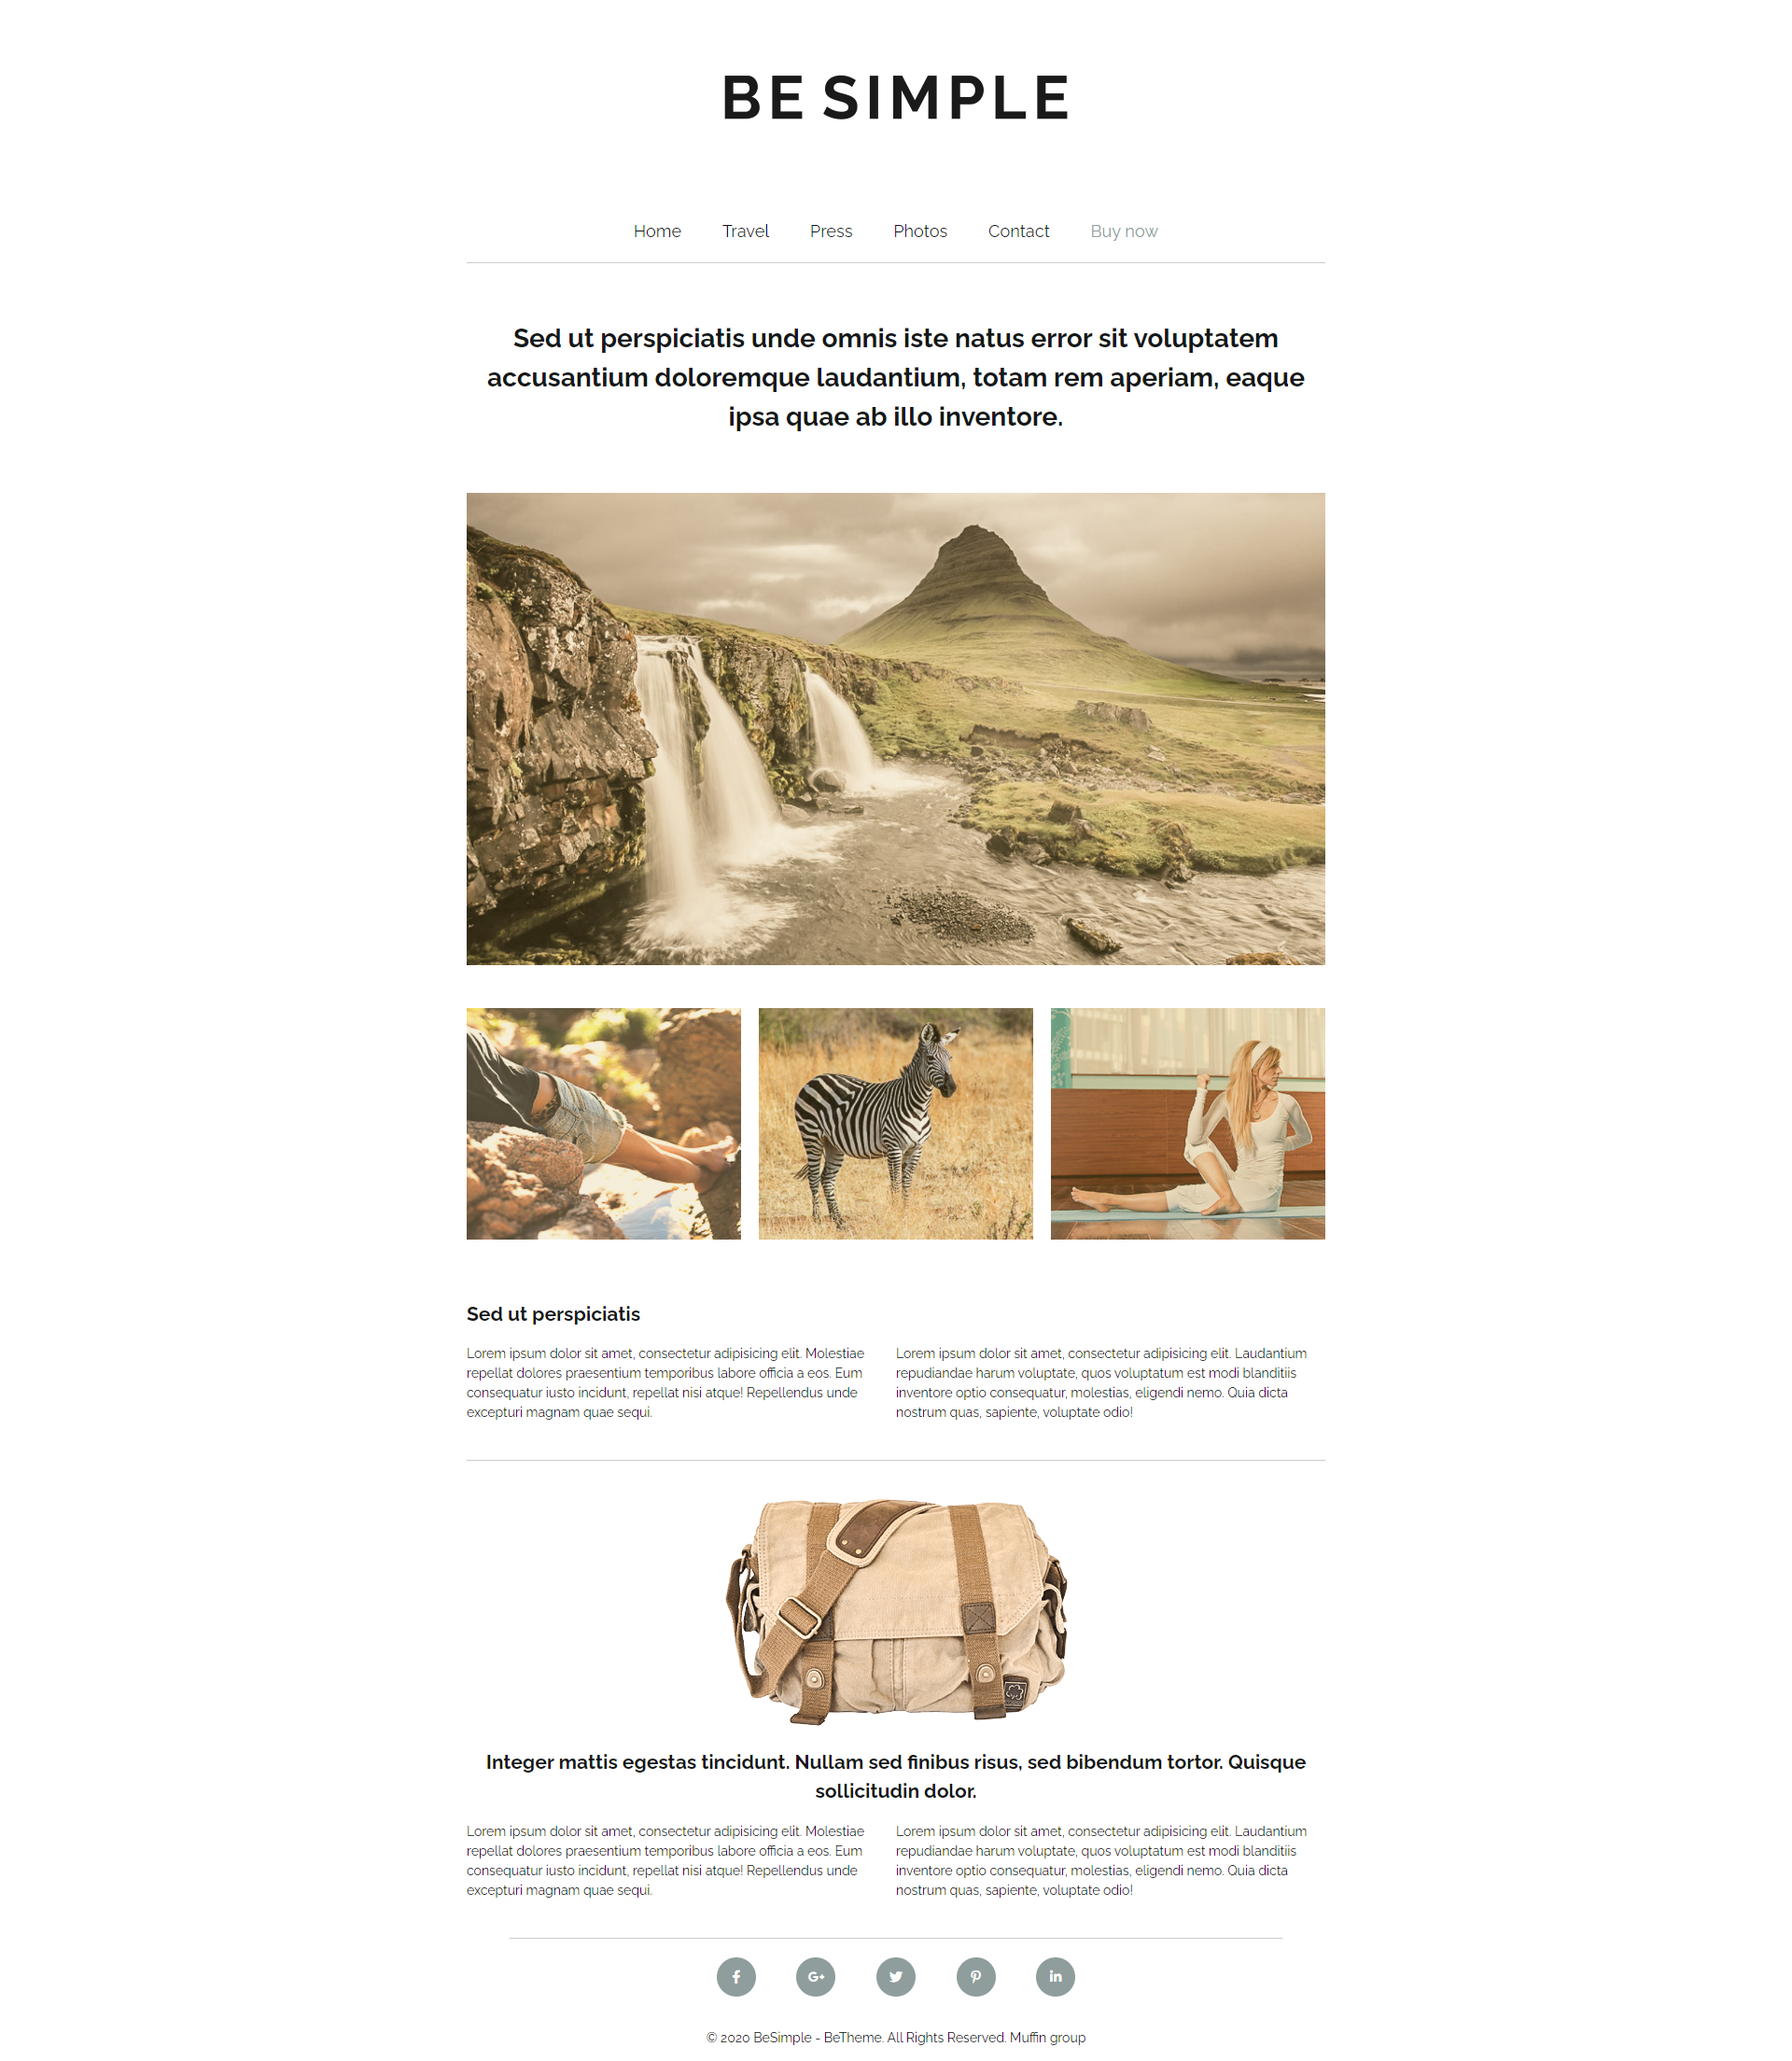 BE SIMPLE
Home Travel Press Photos Contact Buy now
Sed ut perspiciatis unde omnis iste natus error sit voluptatem
accusantium doloremque laudantium, totam rem aperiam, eaque
ipsa quae ab illo inventore.
Sed ut perspiciatis
Lorem ipsum dolor sit amet, consectetur adipisicing elit. Molestiae
repellat dolores praesentium temporibus labore officia a eos. Eum
consequatur iusto incidunt, repellat nisi atque! Repellendus unde
excepturi magnam quae sequi.
Lorem ipsum dolor sit amet, consectetur adipisicing elit. Laudantium
repudiandae harum voluptate, quos voluptatum est modi blanditiis
inventore optio consequatur, molestias, eligendi nemo. Quia dicta
nostrum quas, sapiente, voluptate odio!
Integer mattis egestas tincidunt. Nullam sed finibus risus, sed bibendum tortor. Quisque
sollicitudin dolor.
Lorem ipsum dolor sit amet, consectetur adipisicing elit. Molestiae
repellat dolores praesentium temporibus labore officia a eos. Eum
consequatur iusto incidunt, repellat nisi atque! Repellendus unde
excepturi magnam quae sequi.
Lorem ipsum dolor sit amet, consectetur adipisicing elit. Laudantium
repudiandae harum voluptate, quos voluptatum est modi blanditiis
inventore optio consequatur, molestias, eligendi nemo. Quia dicta
nostrum quas, sapiente, voluptate odio!
© 2020 BeSimple - BeTheme. All Rights Reserved. Muffin group